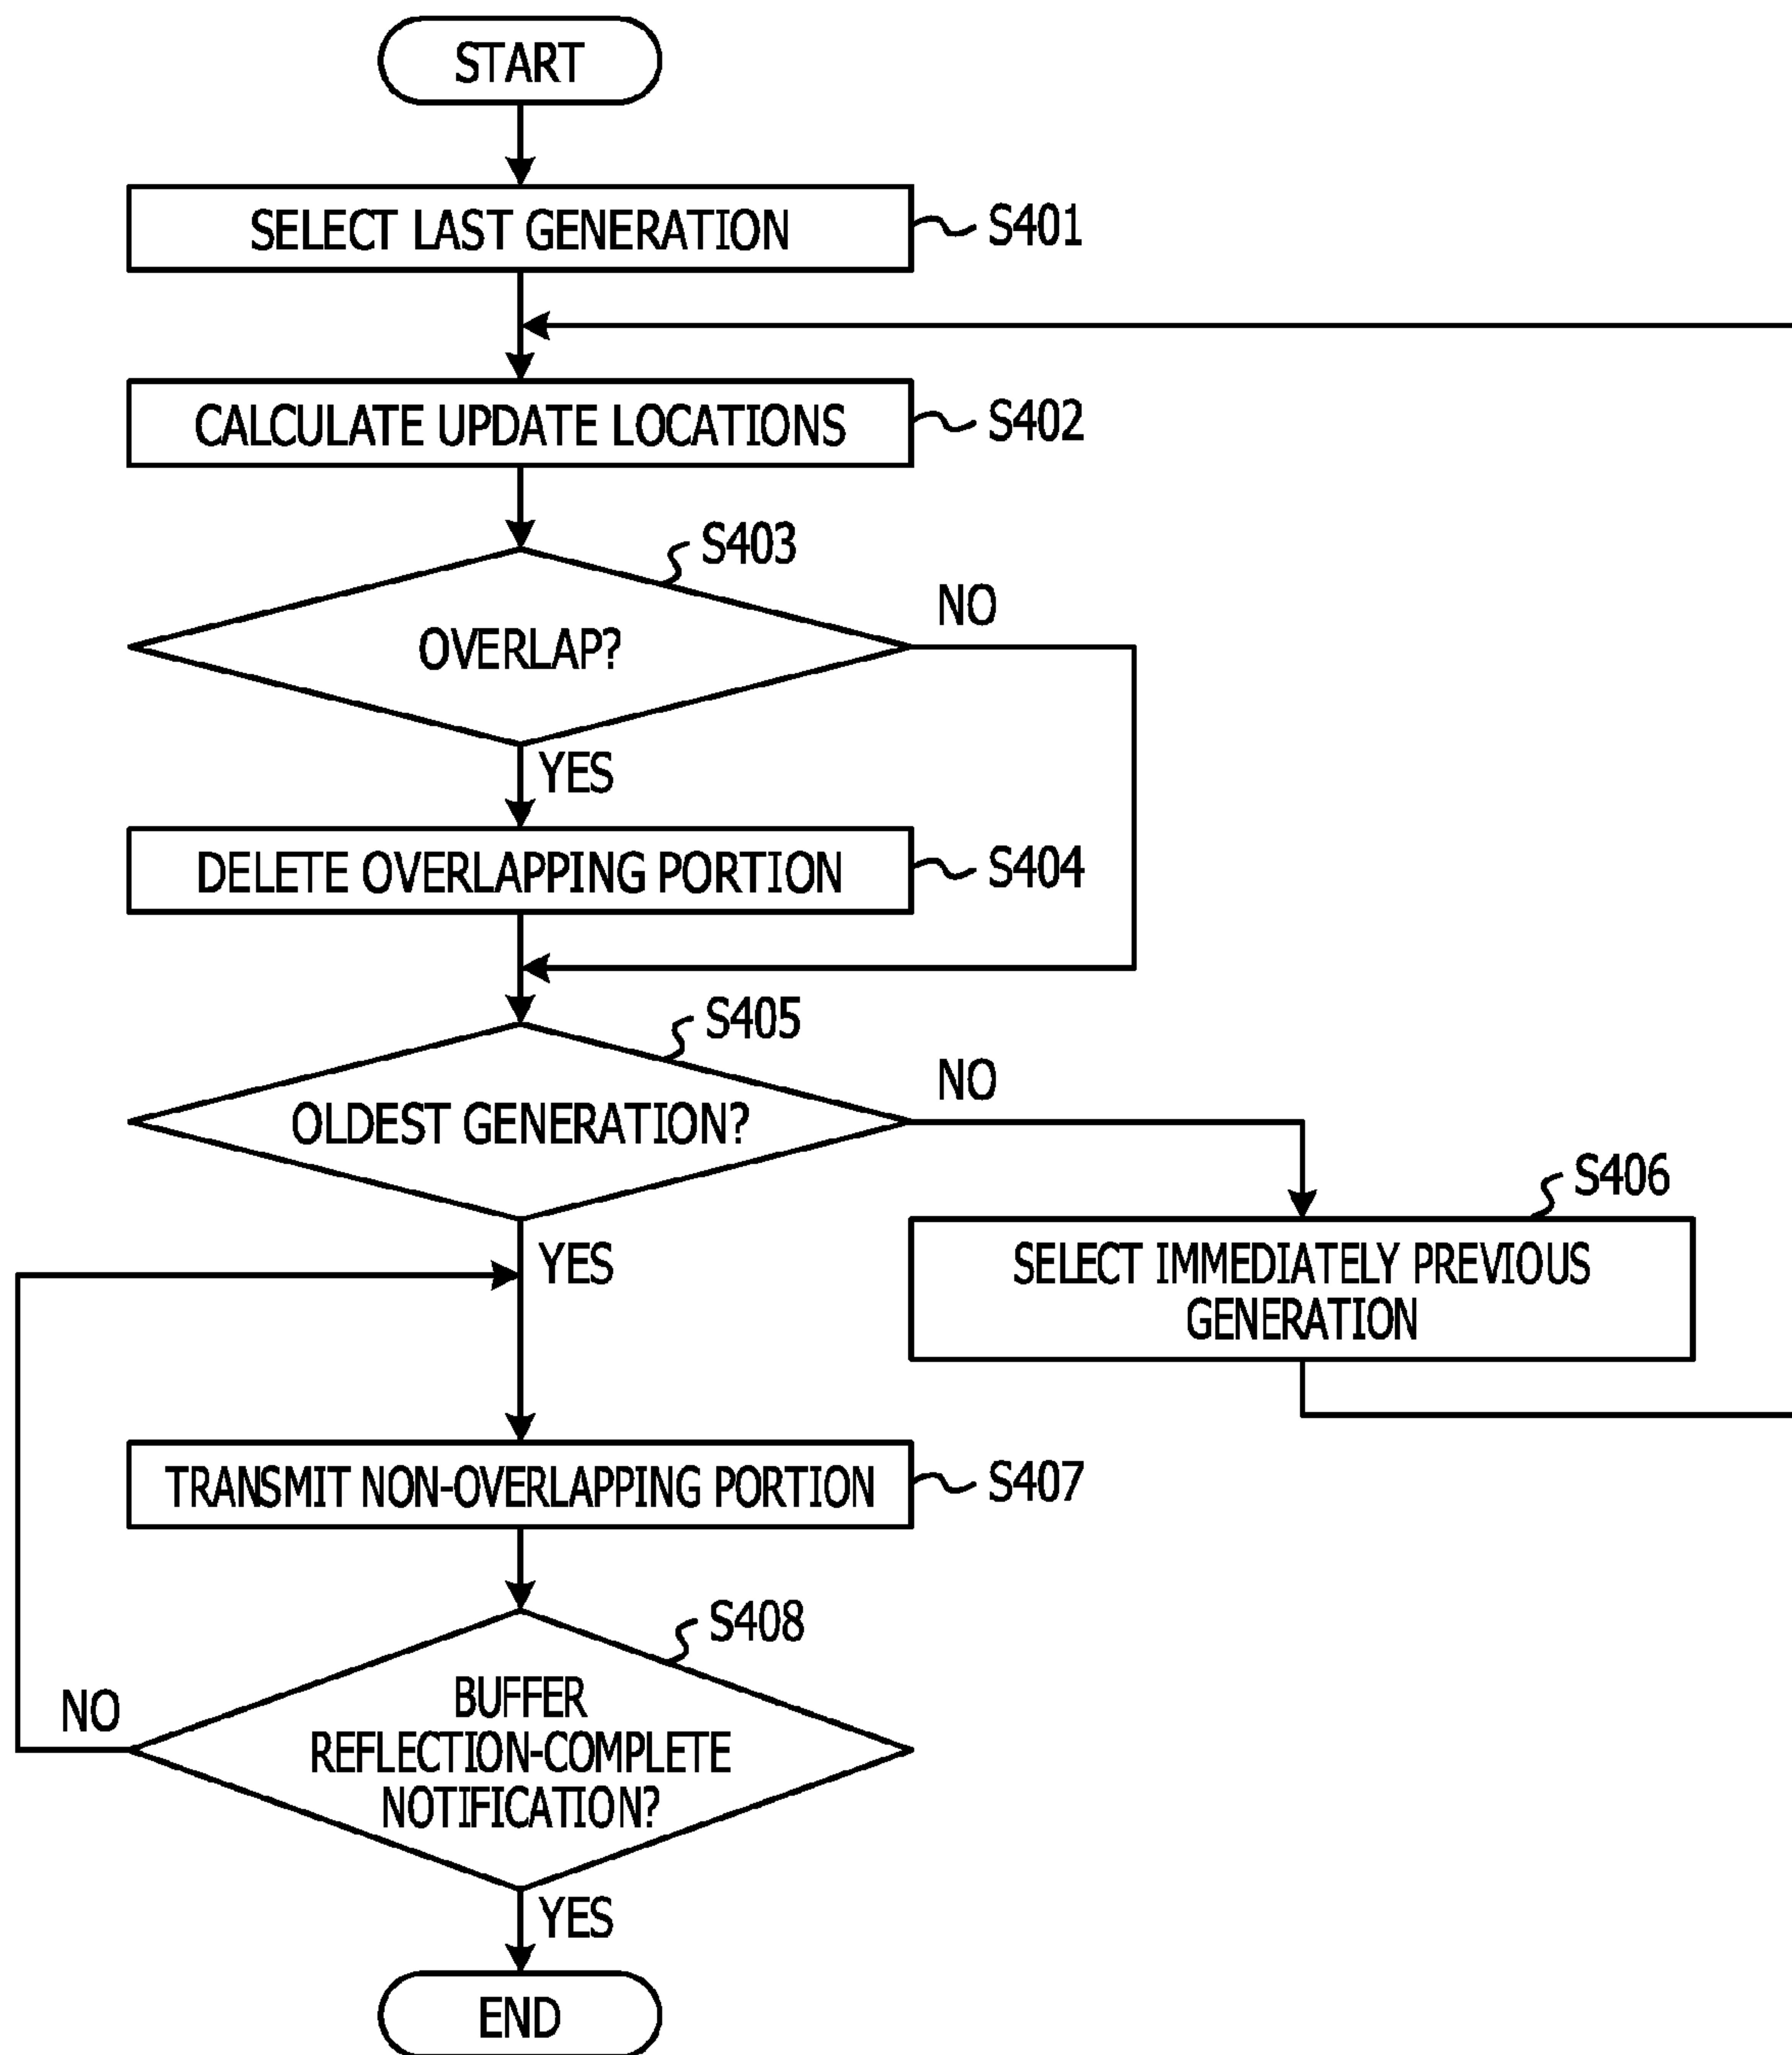 START
SELECT LAST GENERATION
S401
CALCULATE UPDATE LOCATIONS
S402
S403
NO
OVERLAP?
YES
DELETE OVERLAPPING PORTION
S404
S405
NO
OLDEST GENERATION?
S406
YES
SELECT IMMEDIATELY PREVIOUS
GENERATION
TRANSMIT NON-OVERLAPPING PORTION
S407
S408
NO
BUFFER
REFLECTION-COMPLETE
NOTIFICATION?
YES
END